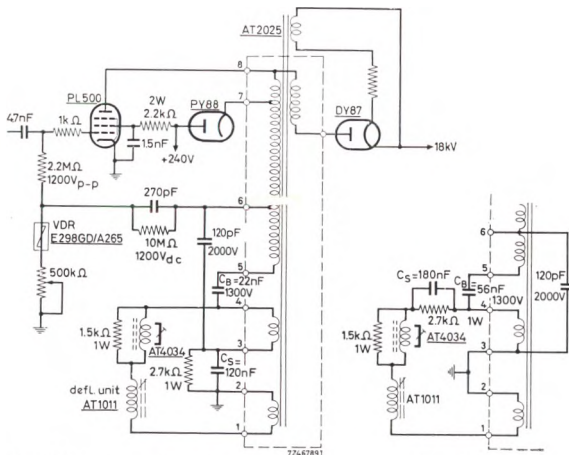 AT2025
8
PL500
PY88
7
DY87
2W
2.2kΩ
47nF
1kΩ
1.5nF
+240V
18kV
2.2MΩ
1200Vp-p
270pF
6
VDR
E298GD/A265
10MΩ
1200Vdc
120pF
2000V
5
CB=22nF
1300V
500kΩ
4
1.5kΩ
1W
AT4034
3
2.7kΩ
1W
CS=
120nF
defl. unit
AT1011
2
1
7Z46789.1
6
120pF
2000V
5
CS=180nF
CB=56nF
1300V
4
2.7kΩ
1W
1.5kΩ
1W
AT4034
3
AT1011
2
1